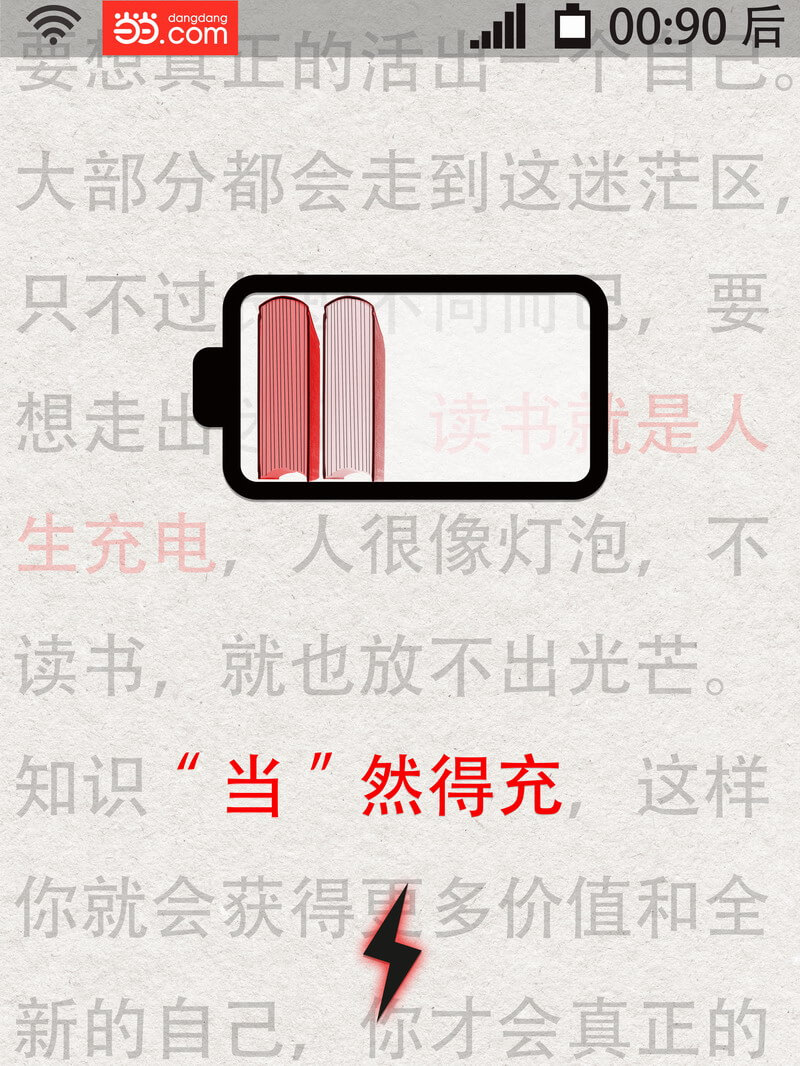 当当 dangdang .com 00:90 后
要想真正的活出一个自己。
大部分都会走到这迷茫区，
只不过 不同而已，要
想走出 读书就是人
生充电，人很像灯泡，不
读书，就也放不出光芒。
知识“当”然得充，这样
你就会获得更多价值和全
新的自己，你才会真正的